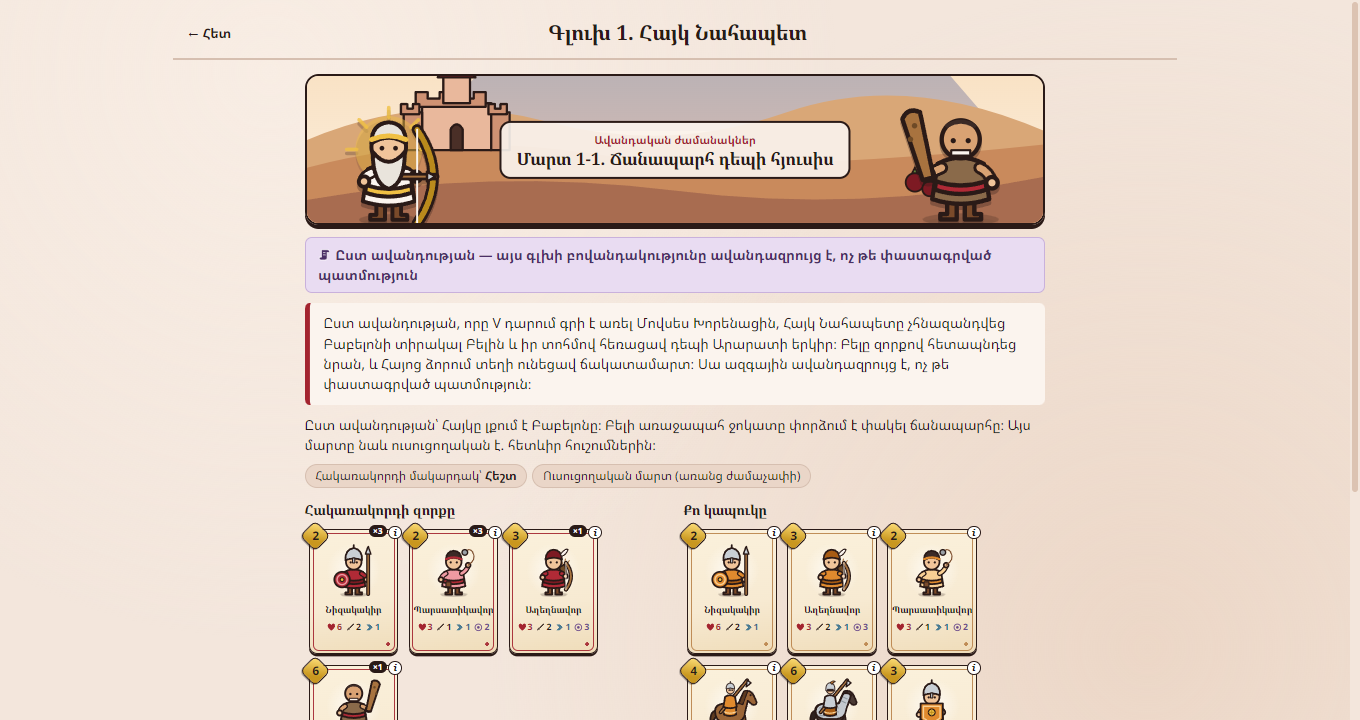 ← Հետ
Գլուխ 1. Հայկ Նահապետ
Ավանդական ժամանակներ
Մարտ 1-1. Ճանապարհ դեպի հյուսիս
Ըստ ավանդության — այս գլխի բովանդակությունը ավանդազրույց է, ոչ թե փաստագրված
պատմություն
Ըստ ավանդության, որը V դարում գրի է առել Մովսես Խորենացին, Հայկ Նահապետը չհնազանդվեց
Բաբելոնի տիրակալ Բելին և իր տոհմով հեռացավ դեպի Արարատի երկիր։ Բելը զորքով հետապնդեց
նրան, և Հայոց ձորում տեղի ունեցավ ճակատամարտ։ Սա ազգային ավանդազրույց է, ոչ թե
փաստագրված պատմություն։
Ըստ ավանդության՝ Հայկը լքում է Բաբելոնը։ Բելի առաջապահ ջոկատը փորձում է փակել ճանապարհը։ Այս
մարտը նաև ուսուցողական է. հետևիր հուշումներին։
Հակառակորդի մակարդակ՝ Հեշտ
Ուսուցողական մարտ (առանց ժամաչափի)
Հակառակորդի զորքը
2 ×3 i
2 ×3 i
3 ×1 i
Նիզակակիր
Պարսատիկավոր
Աղեղնավոր
6 2 1
3 1 1 2
3 2 1 3
6 ×1 i
Քո կապուկը
2 i
3 i
2 i
Նիզակակիր
Աղեղնավոր
Պարսատիկավոր
6 2 1
3 2 1 3
3 1 1 2
4 i
6 i
3 i